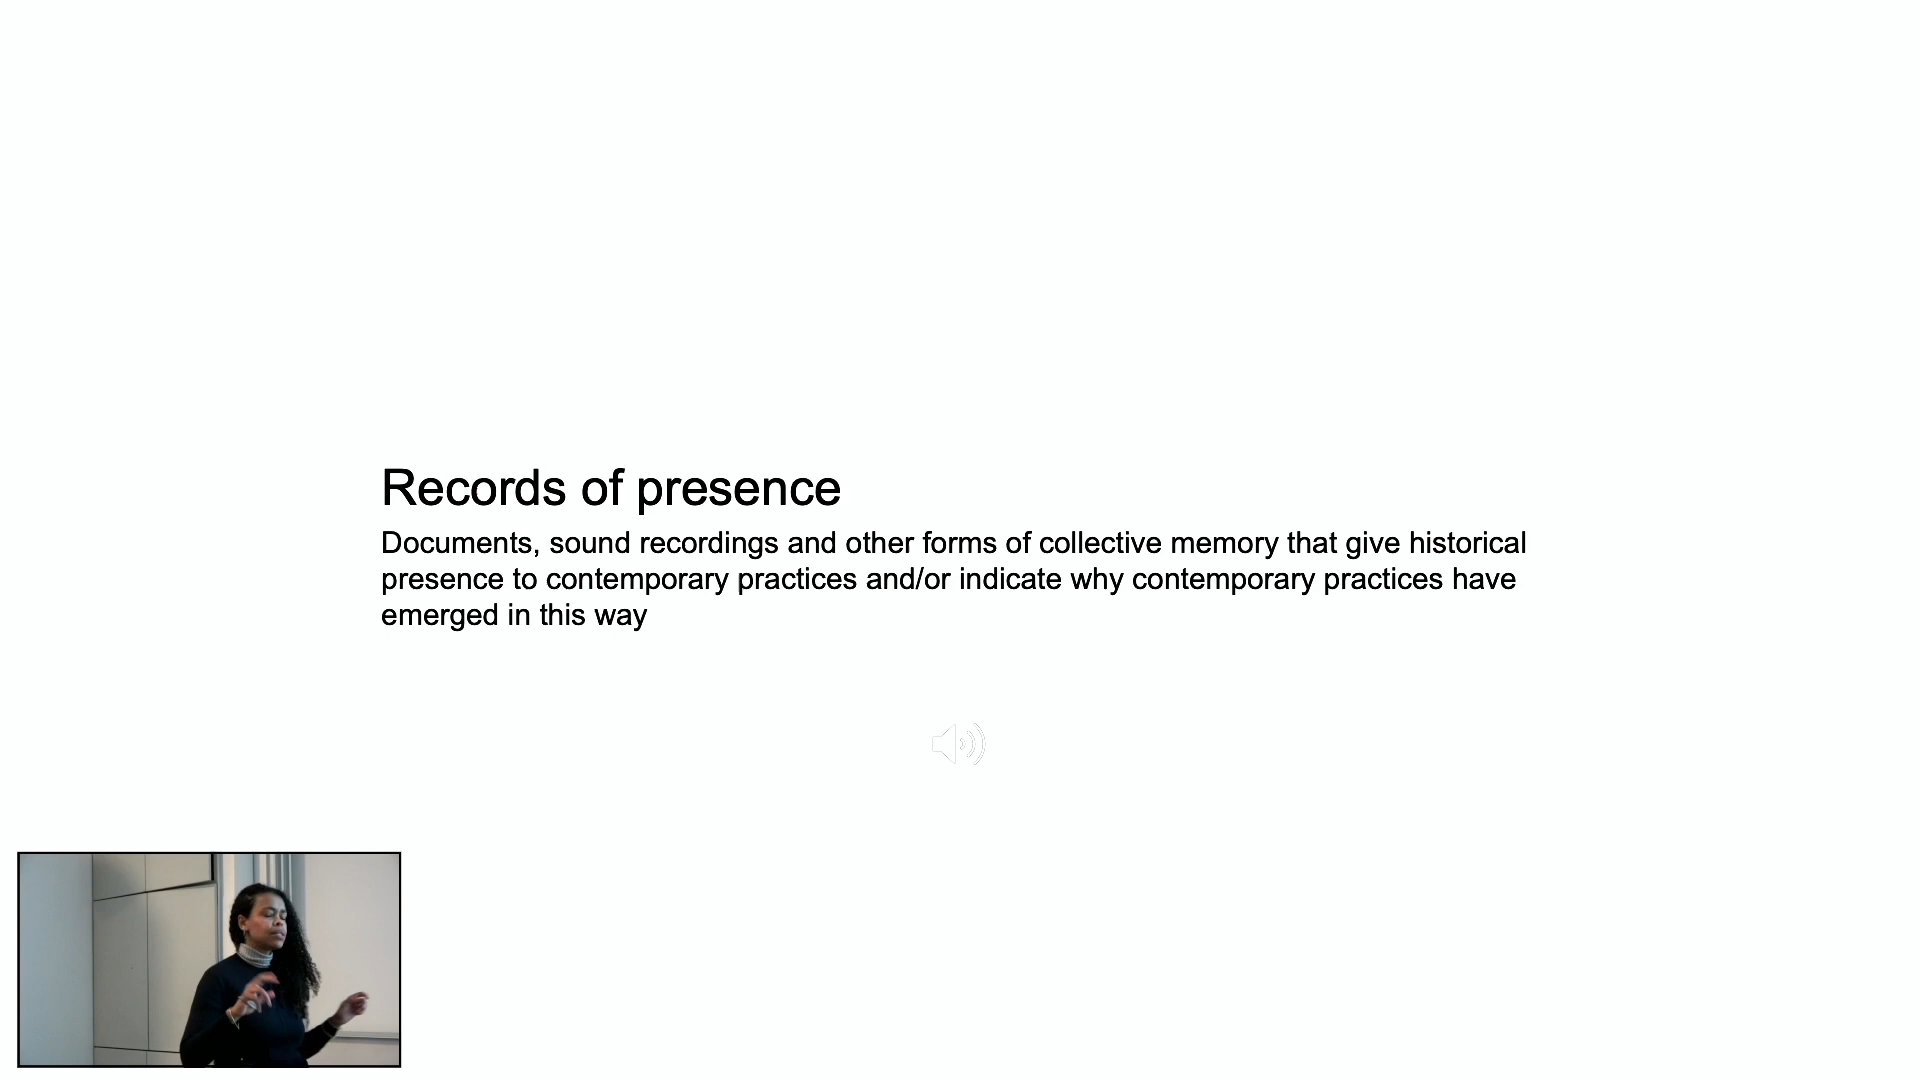 Records of presence
Documents, sound recordings and other forms of collective memory that give historical
presence to contemporary practices and/or indicate why contemporary practices have
emerged in this way